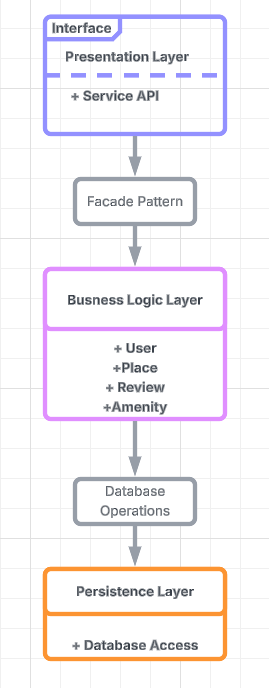 Interface
Presentation Layer
+ Service API
Facade Pattern
Busness Logic Layer
+ User
+Place
+ Review
+Amenity
Database
Operations
Persistence Layer
+ Database Access